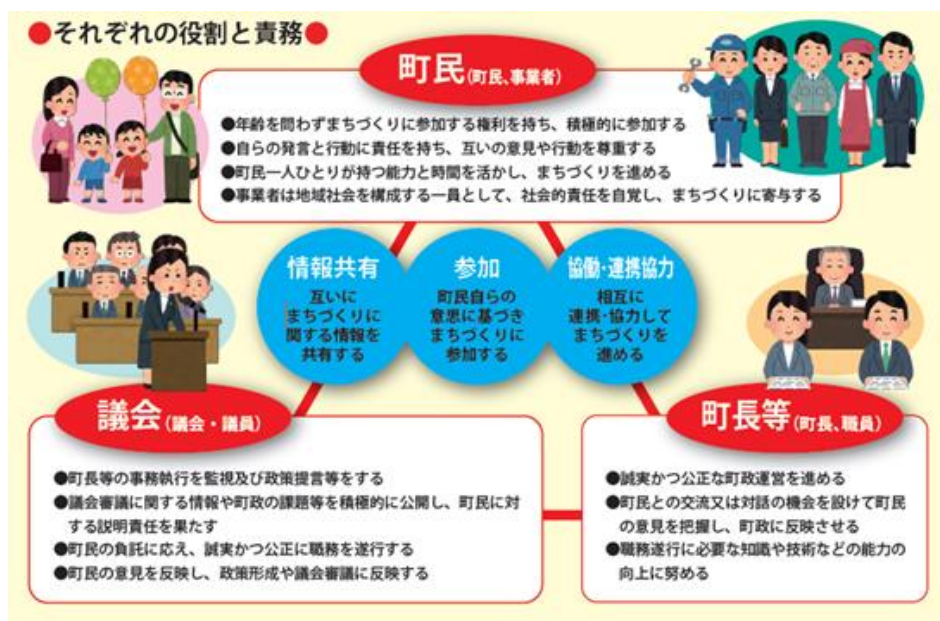 ●それぞれの役割と責務●
町民(町民、事業者)
●年齢を問わずまちづくりに参加する権利を持ち、積極的に参加する
●自らの発言と行動に責任を持ち、互いの意見や行動を尊重する
●町民一人ひとりが持つ能力と時間を活かし、まちづくりを進める
●事業者は地域社会を構成する一員として、社会的責任を自覚し、まちづくりに寄与する
情報共有
互いに
まちづくりに
関する情報を
共有する
参加
町民自らの
意思に基づき
まちづくりに
参加する
協働・連携協力
相互に
連携・協力して
まちづくりを
進める
議会(議会・議員)
●町長等の事務執行を監視及び政策提言等をする
●議会審議に関する情報や町政の課題等を積極的に公開し、町民に対
する説明責任を果たす
●町民の負託に応え、誠実かつ公正に職務を遂行する
●町民の意見を反映し、政策形成や議会審議に反映する
町長等(町長、職員)
●誠実かつ公正な町政運営を進める
●町民との交流又は対話の機会を設けて町民
の意見を把握し、町政に反映させる
●職務遂行に必要な知識や技術などの能力の
向上に努める